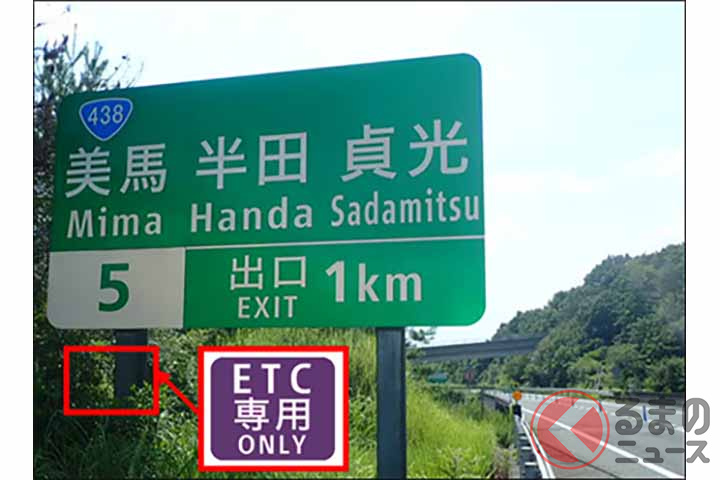 438
美馬 半田 貞光
Mima Handa Sadamitsu
5
出口 1km
EXIT
ETC
専用
ONLY
くるまの
ニュース